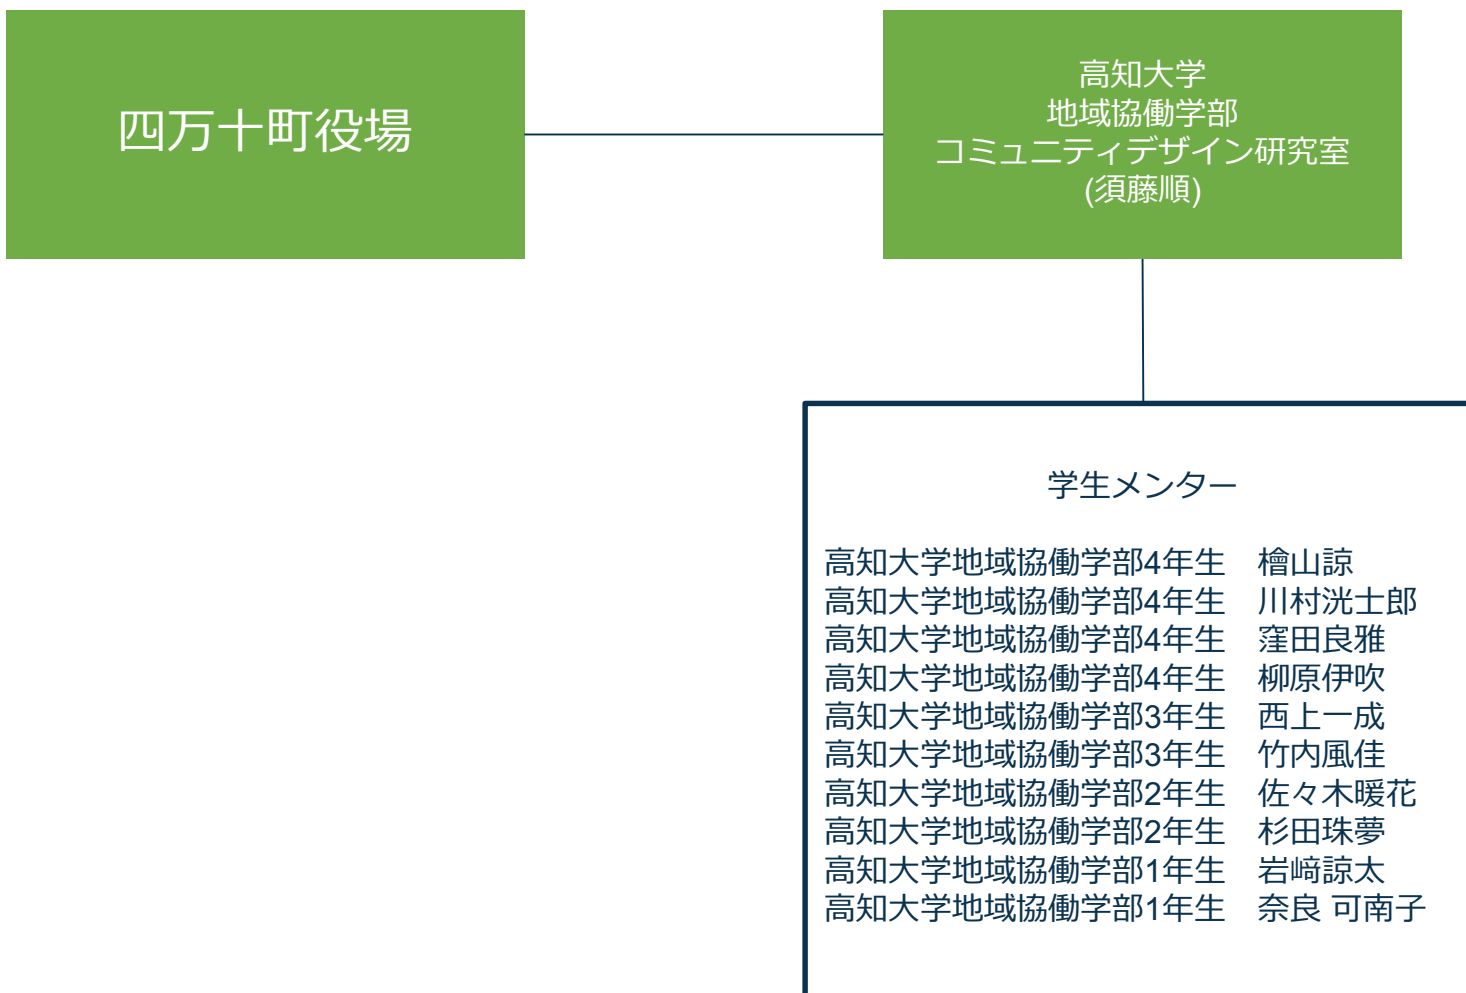 四万十町役場
高知大学
地域協働学部
コミュニティデザイン研究室
(須藤順)
学生メンター
高知大学地域協働学部4年生　檜山諒
高知大学地域協働学部4年生　川村洸士郎
高知大学地域協働学部4年生　窪田良雅
高知大学地域協働学部4年生　柳原伊吹
高知大学地域協働学部3年生　西上一成
高知大学地域協働学部3年生　竹内風佳
高知大学地域協働学部2年生　佐々木暖花
高知大学地域協働学部2年生　杉田珠夢
高知大学地域協働学部1年生　岩﨑諒太
高知大学地域協働学部1年生　奈良 可南子